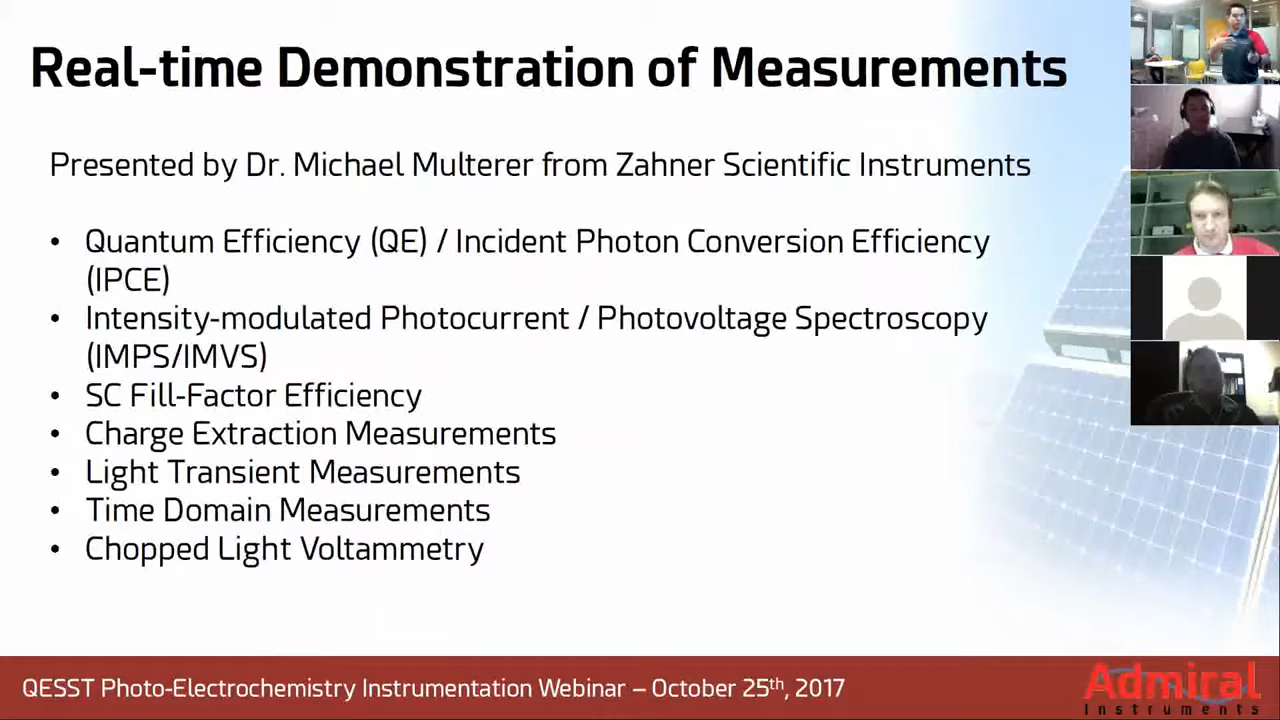 Real-time Demonstration of Measurements
Presented by Dr. Michael Multerer from Zahner Scientific Instruments
• Quantum Efficiency (QE) / Incident Photon Conversion Efficiency
(IPCE)
• Intensity-modulated Photocurrent / Photovoltage Spectroscopy
(IMPS/IMVS)
• SC Fill-Factor Efficiency
• Charge Extraction Measurements
• Light Transient Measurements
• Time Domain Measurements
• Chopped Light Voltammetry
QESST Photo-Electrochemistry Instrumentation Webinar – October 25th, 2017
Admiral
Instruments